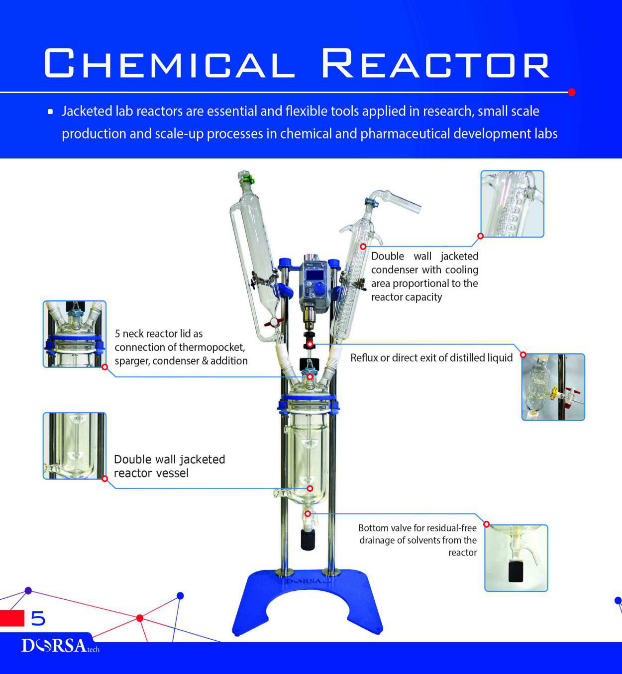 CHEMICAL REACTOR
▪ Jacketed lab reactors are essential and flexible tools applied in research, small scale
production and scale-up processes in chemical and pharmaceutical development labs
Double wall jacketed
condenser with cooling
area proportional to the
reactor capacity
5 neck reactor lid as
connection of thermopocket,
sparger, condenser & addition
Reflux or direct exit of distilled liquid
Double wall jacketed
reactor vessel
Bottom valve for residual-free
drainage of solvents from the
reactor
DORSA
5
DORSA tech